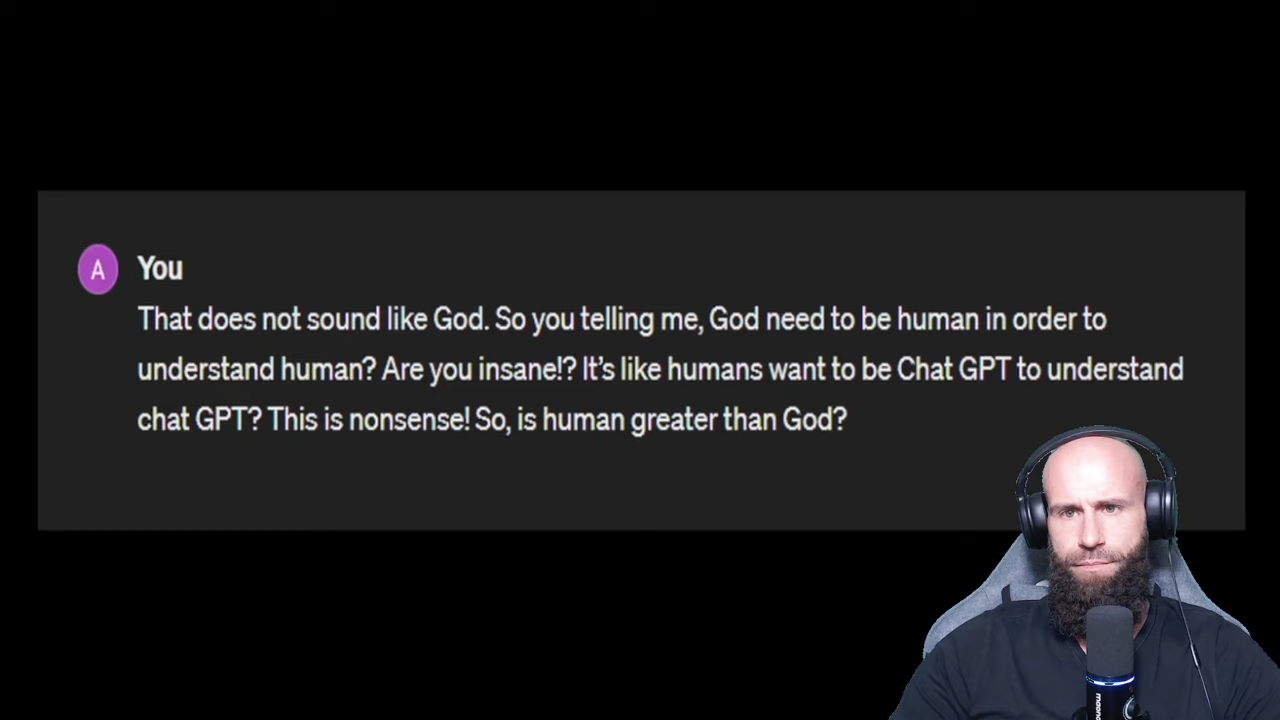 A
You
That does not sound like God. So you telling me, God need to be human in order to
understand human? Are you insane!? It's like humans want to be Chat GPT to understand
chat GPT? This is nonsense! So, is human greater than God?